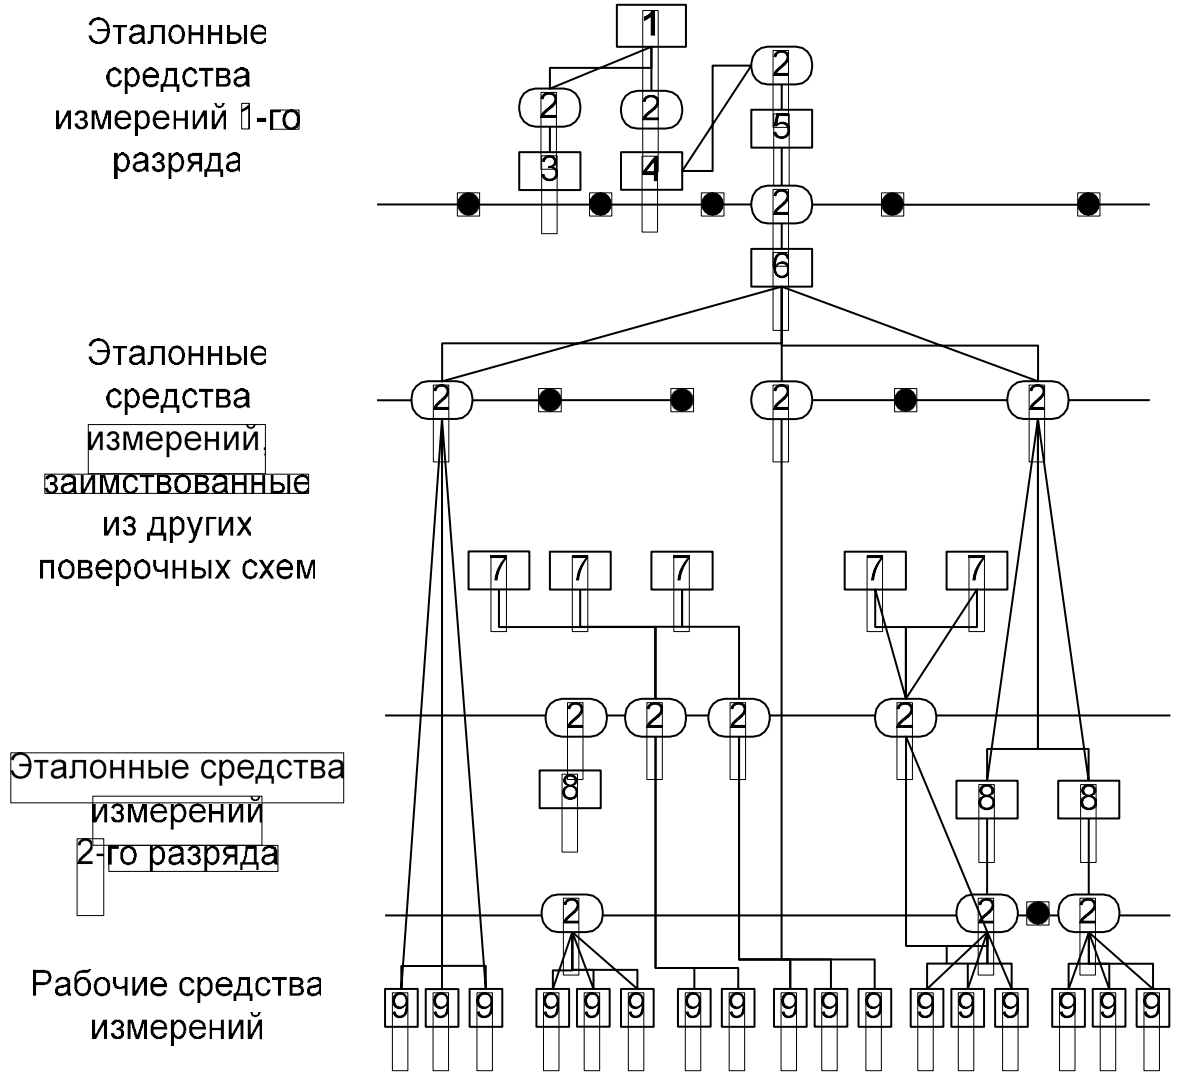 Эталонные
средства
измерений 1-го
разряда
1
2
2
2
3
4
5
2
6
Эталонные
средства
измерений,
заимствованные
из других
поверочных схем
2
2
2
7
7
7
7
7
2
2
2
2
Эталонные средства
измерений
2-го разряда
8
8
8
2
2
2
Рабочие средства
измерений
9 9 9 9 9 9 9 9 9 9 9 9 9 9 9 9 9